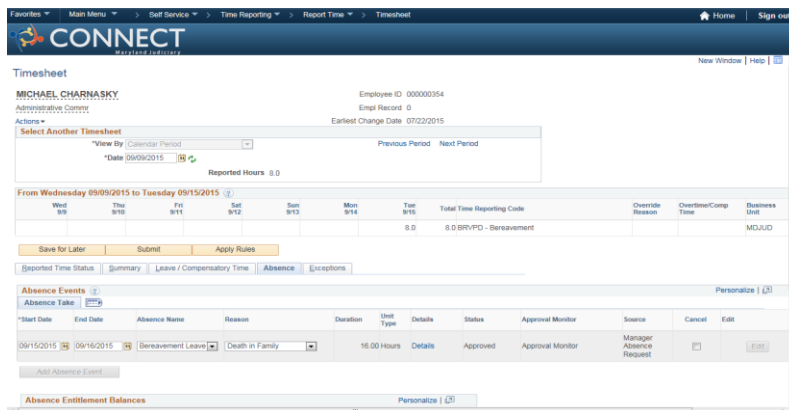 Favorites Main Menu > Self Service > Time Reporting > Report Time > Timesheet Home Sign out
CONNECT
Maryland Judiciary
New Window | Help |
Timesheet
MICHAEL CHARNASKY Employee ID 000000354
Administrative Commr Empl Record 0
Actions Earliest Change Date 07/22/2015
Select Another Timesheet
*View By Calendar Period Previous Period Next Period
*Date 09/09/2015
Reported Hours 8.0
From Wednesday 09/09/2015 to Tuesday 09/15/2015
Wed Thu Fri Sat Sun Mon Tue Total Time Reporting Code Override Overtime/Comp Business
9/9 9/10 9/11 9/12 9/13 9/14 9/15 Reason Time Unit
8.0 8.0 BRVPD - Bereavement MDJUD
Save for Later Submit Apply Rules
Reported Time Status Summary Leave / Compensatory Time Absence Exceptions
Absence Events Personalize |
Absence Take
*Start Date End Date Absence Name Reason Duration Unit Type Details Status Approval Monitor Source Cancel Edit
09/15/2015 09/16/2015 Bereavement Leave Death in Family 16.00 Hours Details Approved Approval Monitor Manager Absence Request Edit
Add Absence Event
Absence Entitlement Balances Personalize |